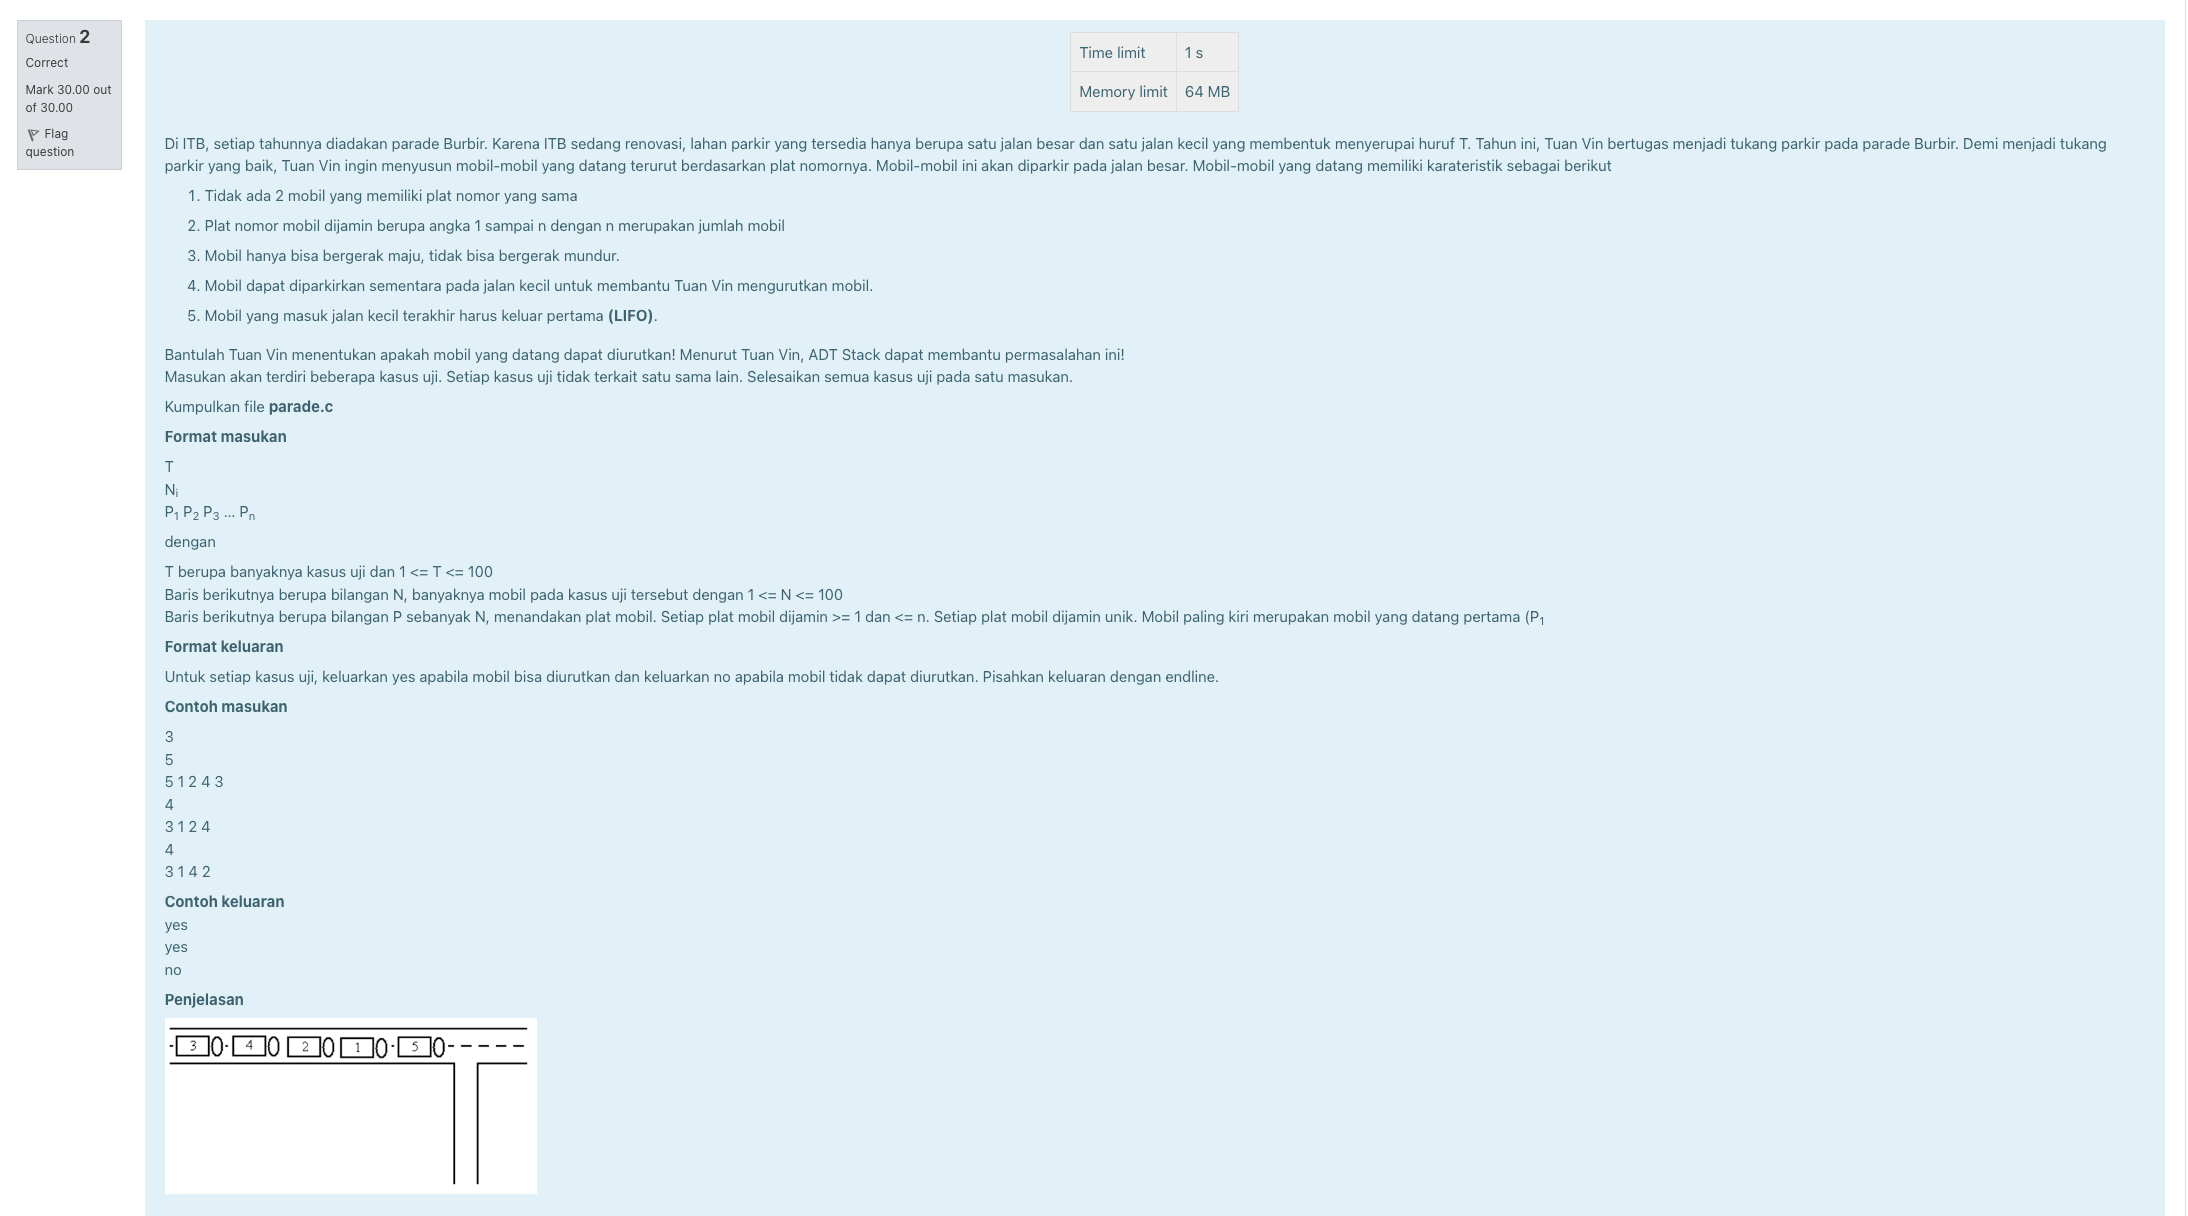 Question 2
Correct
Mark 30.00 out
of 30.00
Flag
question
Time limit 1 s
Memory limit 64 MB
Di ITB, setiap tahunnya diadakan parade Burbir. Karena ITB sedang renovasi, lahan parkir yang tersedia hanya berupa satu jalan besar dan satu jalan kecil yang membentuk menyerupai huruf T. Tahun ini, Tuan Vin bertugas menjadi tukang parkir pada parade Burbir. Demi menjadi tukang
parkir yang baik, Tuan Vin ingin menyusun mobil-mobil yang datang terurut berdasarkan plat nomornya. Mobil-mobil ini akan diparkir pada jalan besar. Mobil-mobil yang datang memiliki karateristik sebagai berikut
1. Tidak ada 2 mobil yang memiliki plat nomor yang sama
2. Plat nomor mobil dijamin berupa angka 1 sampai n dengan n merupakan jumlah mobil
3. Mobil hanya bisa bergerak maju, tidak bisa bergerak mundur.
4. Mobil dapat diparkirkan sementara pada jalan kecil untuk membantu Tuan Vin mengurutkan mobil.
5. Mobil yang masuk jalan kecil terakhir harus keluar pertama (LIFO).
Bantulah Tuan Vin menentukan apakah mobil yang datang dapat diurutkan! Menurut Tuan Vin, ADT Stack dapat membantu permasalahan ini!
Masukan akan terdiri beberapa kasus uji. Setiap kasus uji tidak terkait satu sama lain. Selesaikan semua kasus uji pada satu masukan.
Kumpulkan file parade.c
Format masukan
T
Ni
P1 P2 P3 ... Pn
dengan
T berupa banyaknya kasus uji dan 1 <= T <= 100
Baris berikutnya berupa bilangan N, banyaknya mobil pada kasus uji tersebut dengan 1 <= N <= 100
Baris berikutnya berupa bilangan P sebanyak N, menandakan plat mobil. Setiap plat mobil dijamin >= 1 dan <= n. Setiap plat mobil dijamin unik. Mobil paling kiri merupakan mobil yang datang pertama (P1
Format keluaran
Untuk setiap kasus uji, keluarkan yes apabila mobil bisa diurutkan dan keluarkan no apabila mobil tidak dapat diurutkan. Pisahkan keluaran dengan endline.
Contoh masukan
3
5
5 1 2 4 3
4
3 1 2 4
4
3 1 4 2
Contoh keluaran
yes
yes
no
Penjelasan
3 4 2 1 5